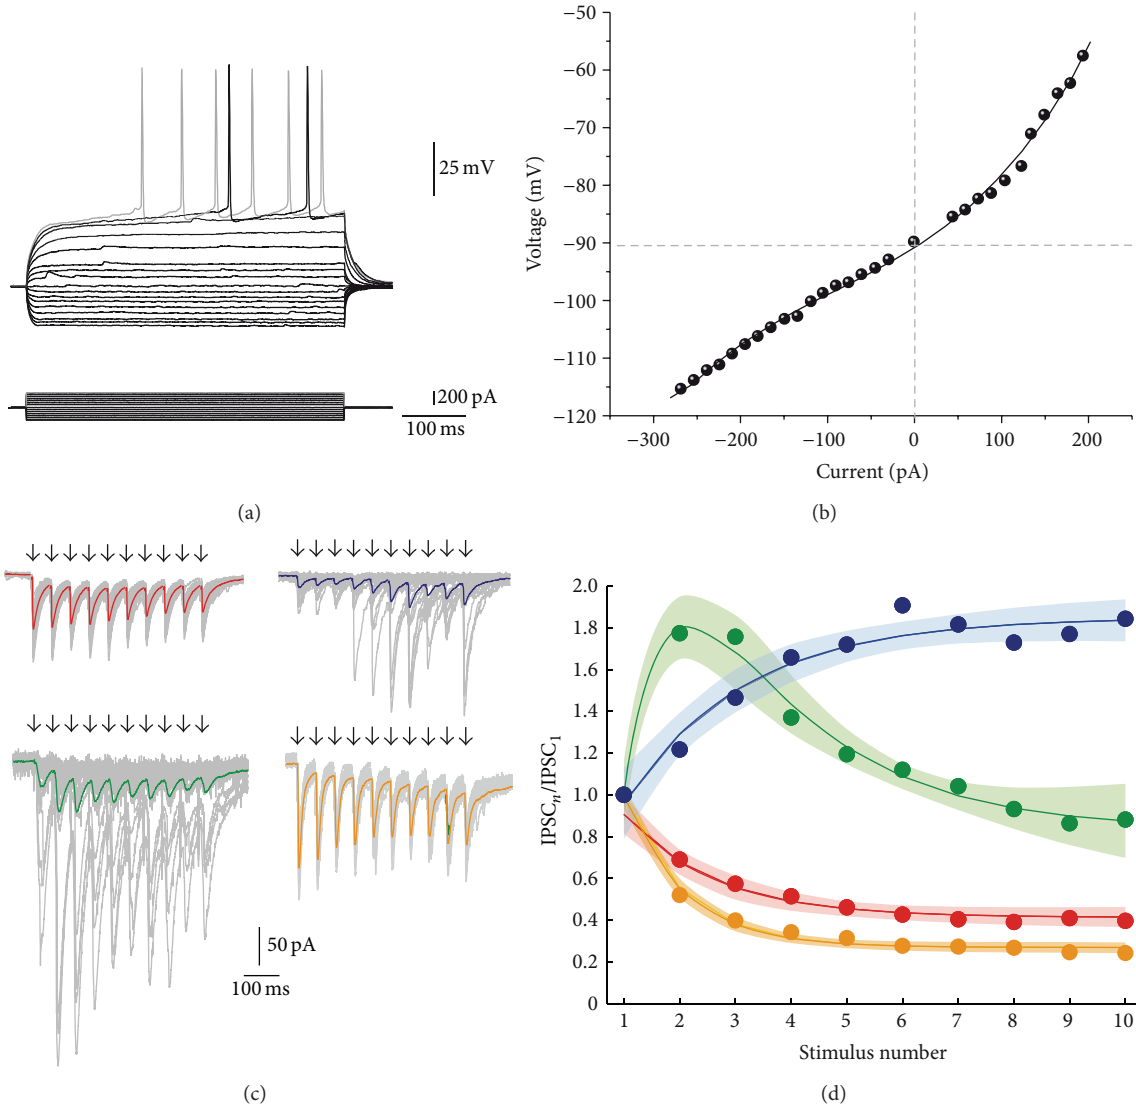 (a)
25 mV
200 pA
100 ms
(b)
Voltage (mV)
−50
−60
−70
−80
−90
−100
−110
−120
−300 −200 −100 0 100 200
Current (pA)
(c)
50 pA
100 ms
(d)
IPSCn/IPSC1
2.0
1.8
1.6
1.4
1.2
1.0
0.8
0.6
0.4
0.2
0
1 2 3 4 5 6 7 8 9 10
Stimulus number